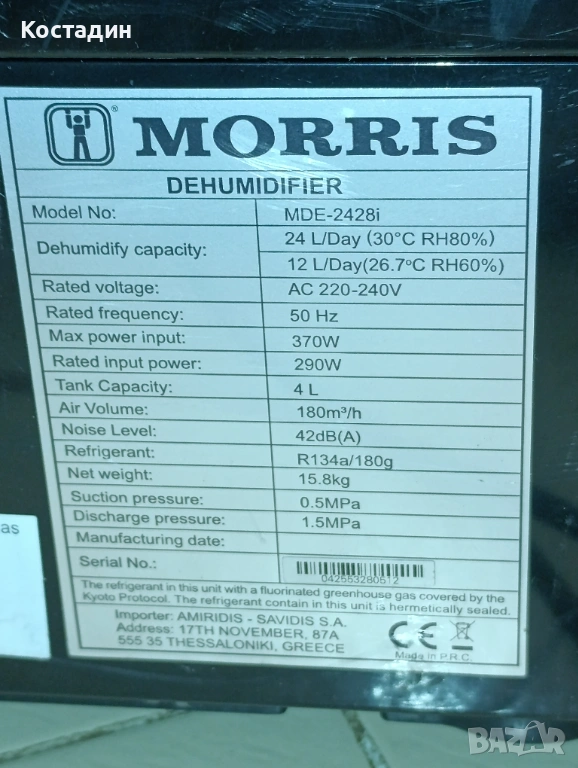 Костадин
MORRIS®
DEHUMIDIFIER
Model No: MDE-2428i
Dehumidify capacity: 24 L/Day (30°C RH80%)
12 L/Day(26.7°C RH60%)
Rated voltage: AC 220-240V
Rated frequency: 50 Hz
Max power input: 370W
Rated input power: 290W
Tank Capacity: 4 L
Air Volume: 180m³/h
Noise Level: 42dB(A)
Refrigerant: R134a/180g
Net weight: 15.8kg
Suction pressure: 0.5MPa
Discharge pressure: 1.5MPa
Manufacturing date:
Serial No.: 042553280512
The refrigerant in this unit with a fluorinated greenhouse gas covered by the
Kyoto Protocol. The refrigerant contain in this unit is hermetically sealed.
Importer: AMIRIDIS - SAVIDIS S.A.
Address: 17TH NOVEMBER, 87A
555 35 THESSALONIKI, GREECE
CE
Made in P.R.C.
as
BAZAR